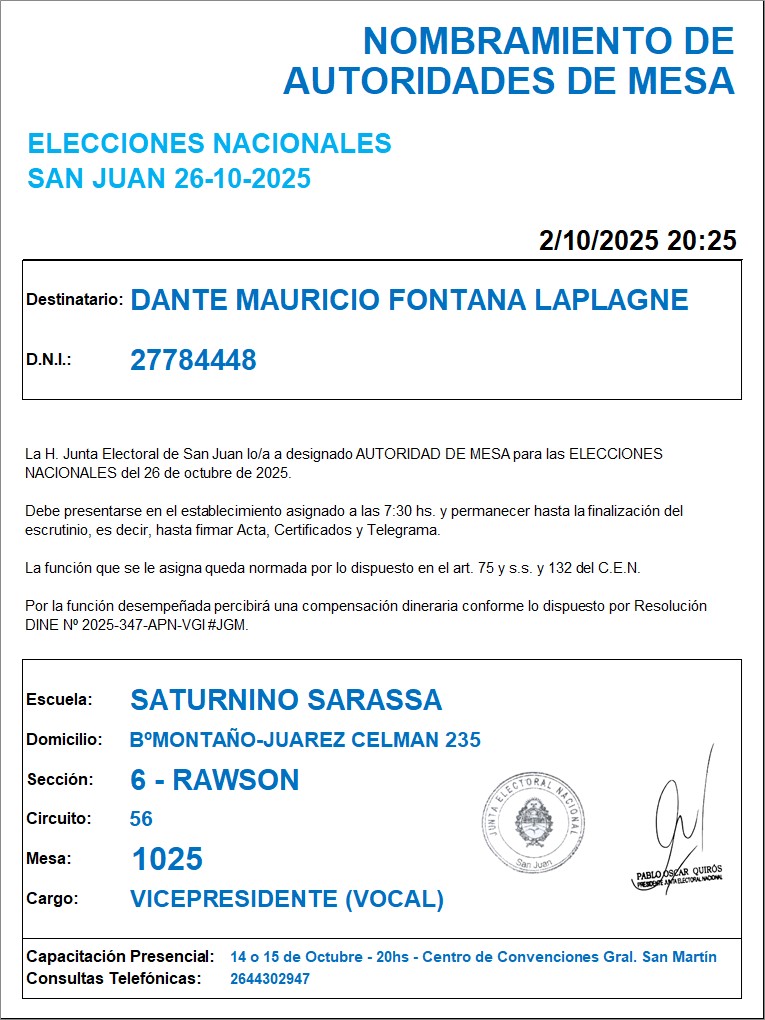 NOMBRAMIENTO DE
AUTORIDADES DE MESA
ELECCIONES NACIONALES
SAN JUAN 26-10-2025
2/10/2025 20:25
Destinatario: DANTE MAURICIO FONTANA LAPLAGNE
D.N.I.: 27784448
La H. Junta Electoral de San Juan lo/a a designado AUTORIDAD DE MESA para las ELECCIONES
NACIONALES del 26 de octubre de 2025.
Debe presentarse en el establecimiento asignado a las 7:30 hs. y permanecer hasta la finalización del
escrutinio, es decir, hasta firmar Acta, Certificados y Telegrama.
La función que se le asigna queda normada por lo dispuesto en el art. 75 y s.s. y 132 del C.E.N.
Por la función desempeñada percibirá una compensación dineraria conforme lo dispuesto por Resolución
DINE Nº 2025-347-APN-VGI#JGM.
Escuela: SATURNINO SARASSA
Domicilio: BºMONTAÑO-JUAREZ CELMAN 235
Sección: 6 - RAWSON
Circuito: 56
Mesa: 1025
Cargo: VICEPRESIDENTE (VOCAL)
JUNTA ELECTORAL NACIONAL
San Juan
PABLO OSCAR QUIRÓS
PRESIDENTE JUNTA ELECTORAL NACIONAL
Capacitación Presencial: 14 o 15 de Octubre - 20hs - Centro de Convenciones Gral. San Martín
Consultas Telefónicas: 2644302947